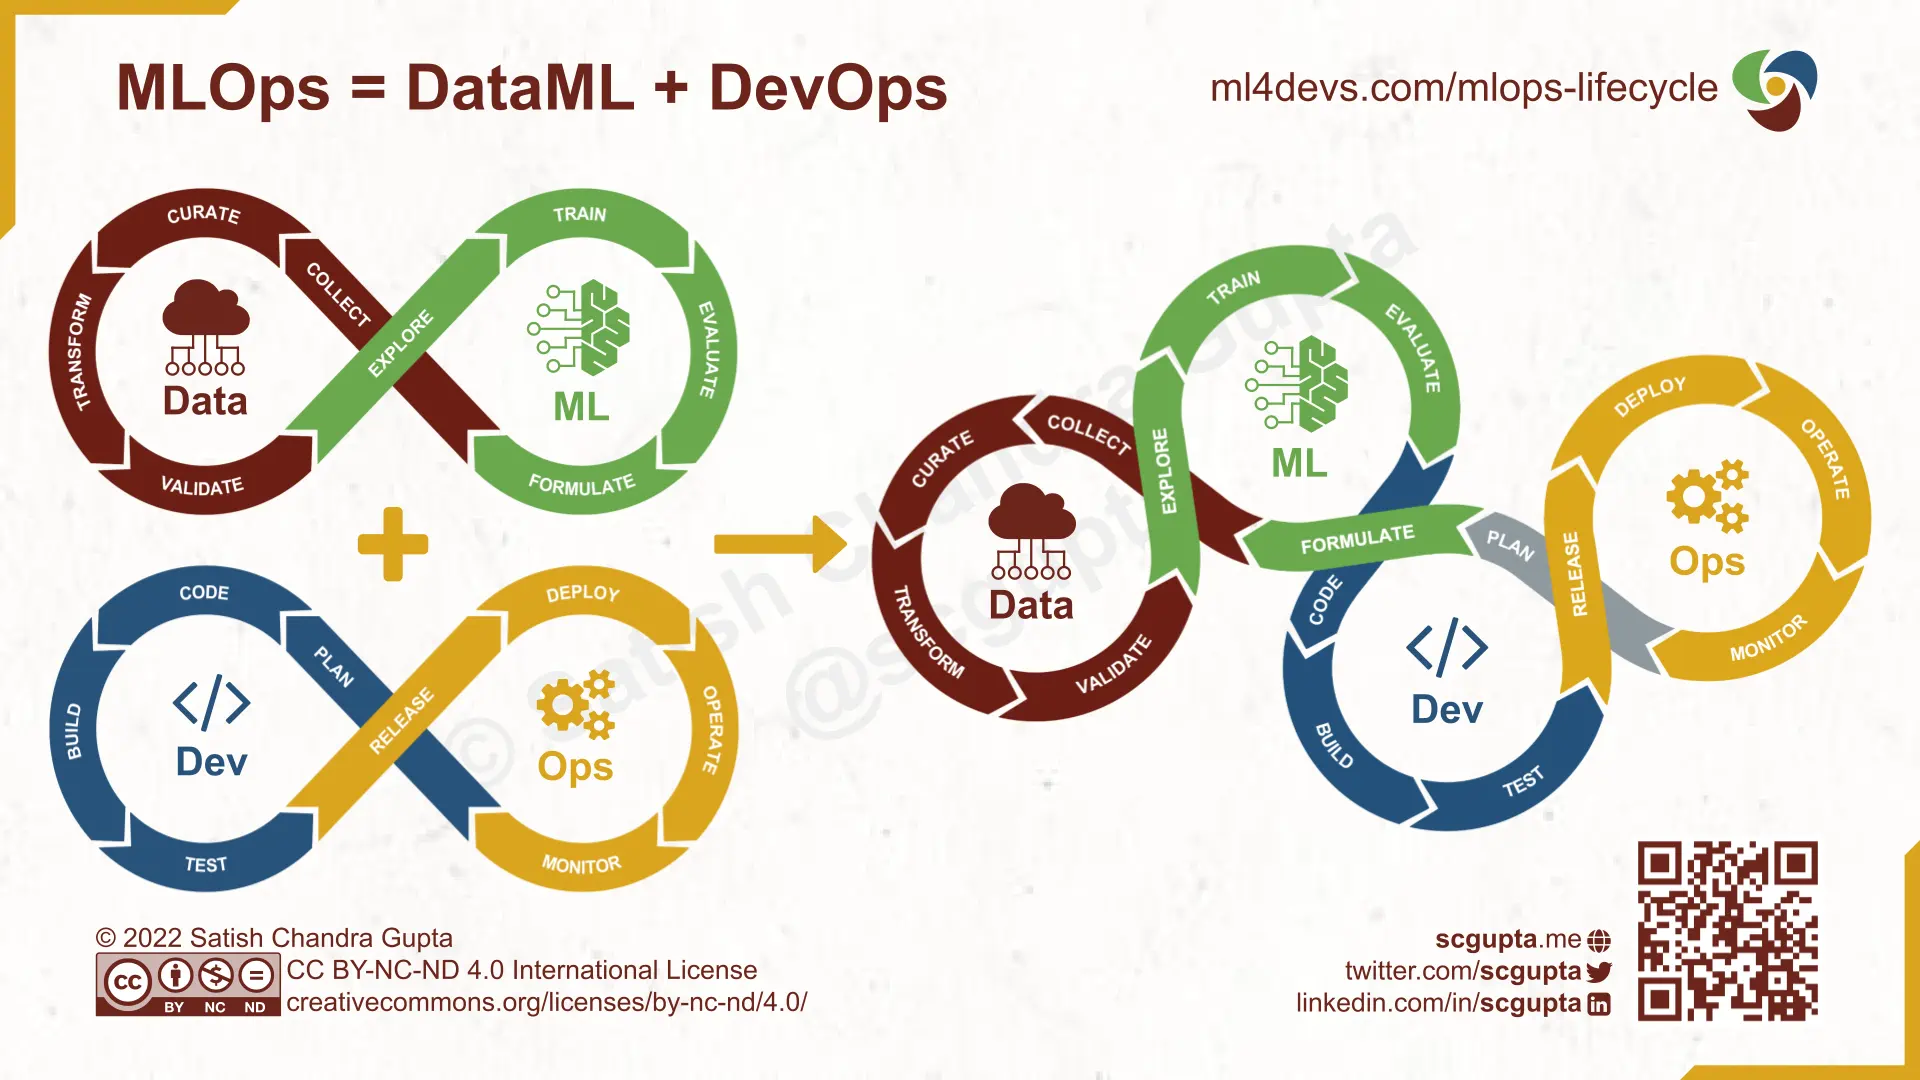 MLOps = DataML + DevOps
ml4devs.com/mlops-lifecycle
CURATE
COLLECT
TRANSFORM
VALIDATE
Data
EXPLORE
TRAIN
EVALUATE
FORMULATE
ML
CODE
PLAN
BUILD
TEST
Dev
RELEASE
DEPLOY
OPERATE
MONITOR
Ops
TRAIN
EVALUATE
EXPLORE
ML
COLLECT
CURATE
TRANSFORM
VALIDATE
Data
FORMULATE
PLAN
CODE
BUILD
TEST
Dev
RELEASE
DEPLOY
OPERATE
MONITOR
Ops
© Satish Chandra Gupta
@scgupta
© 2022 Satish Chandra Gupta
cc BY NC ND
CC BY-NC-ND 4.0 International License
creativecommons.org/licenses/by-nc-nd/4.0/
scgupta.me
twitter.com/scgupta
linkedin.com/in/scgupta
in